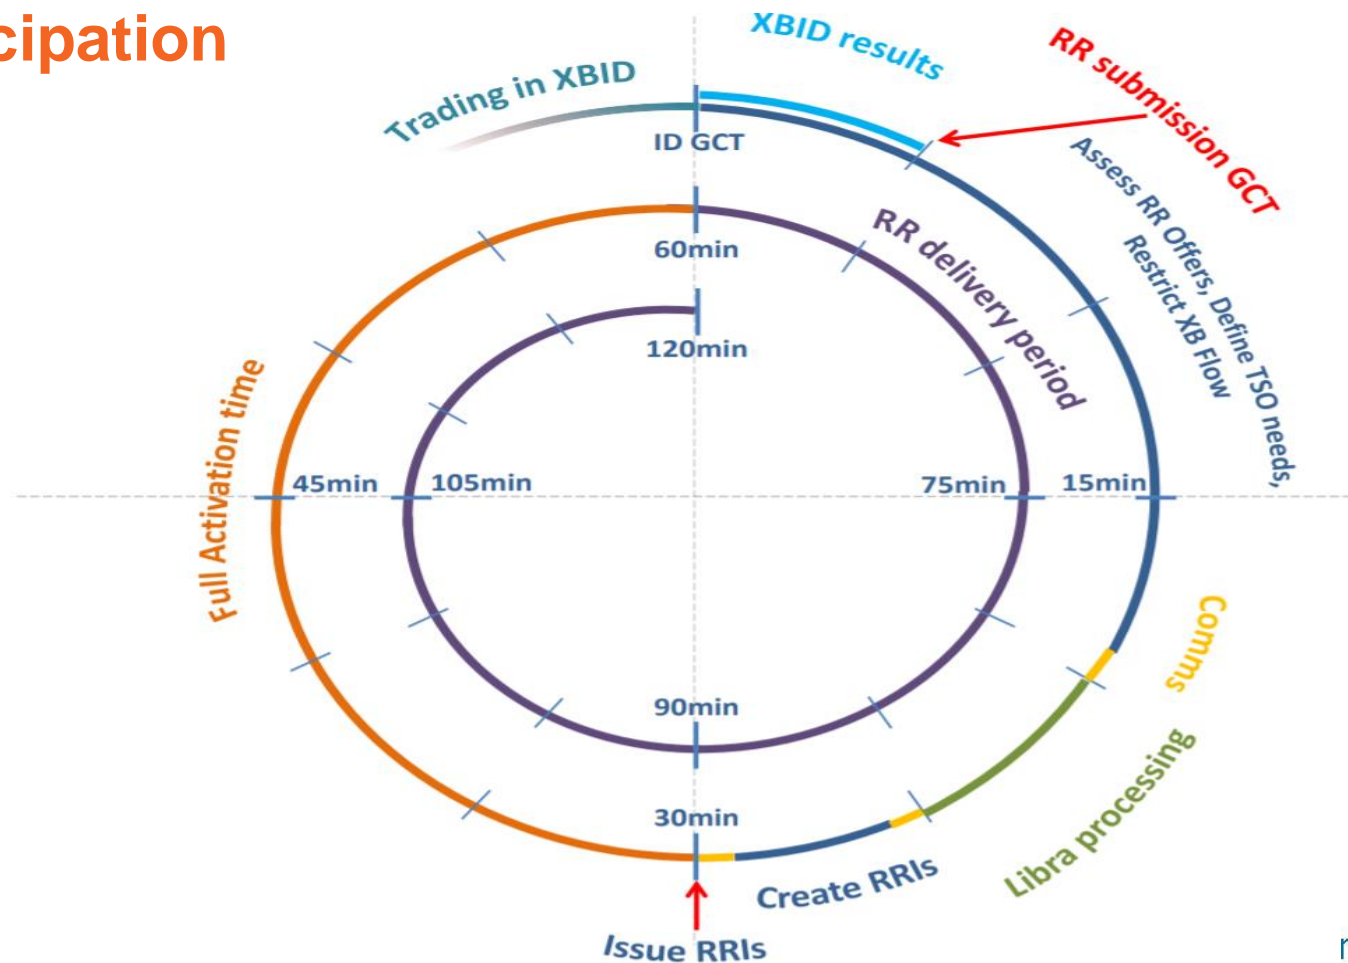 cipation
XBID results
RR submission GCT
Trading in XBID
ID GCT
Assess RR Offers, Define TSO needs,
Restrict XB Flow
RR delivery period
60min
120min
Full Activation time
45min
105min
75min
15min
Comms
90min
30min
Libra processing
Create RRIs
Issue RRIs